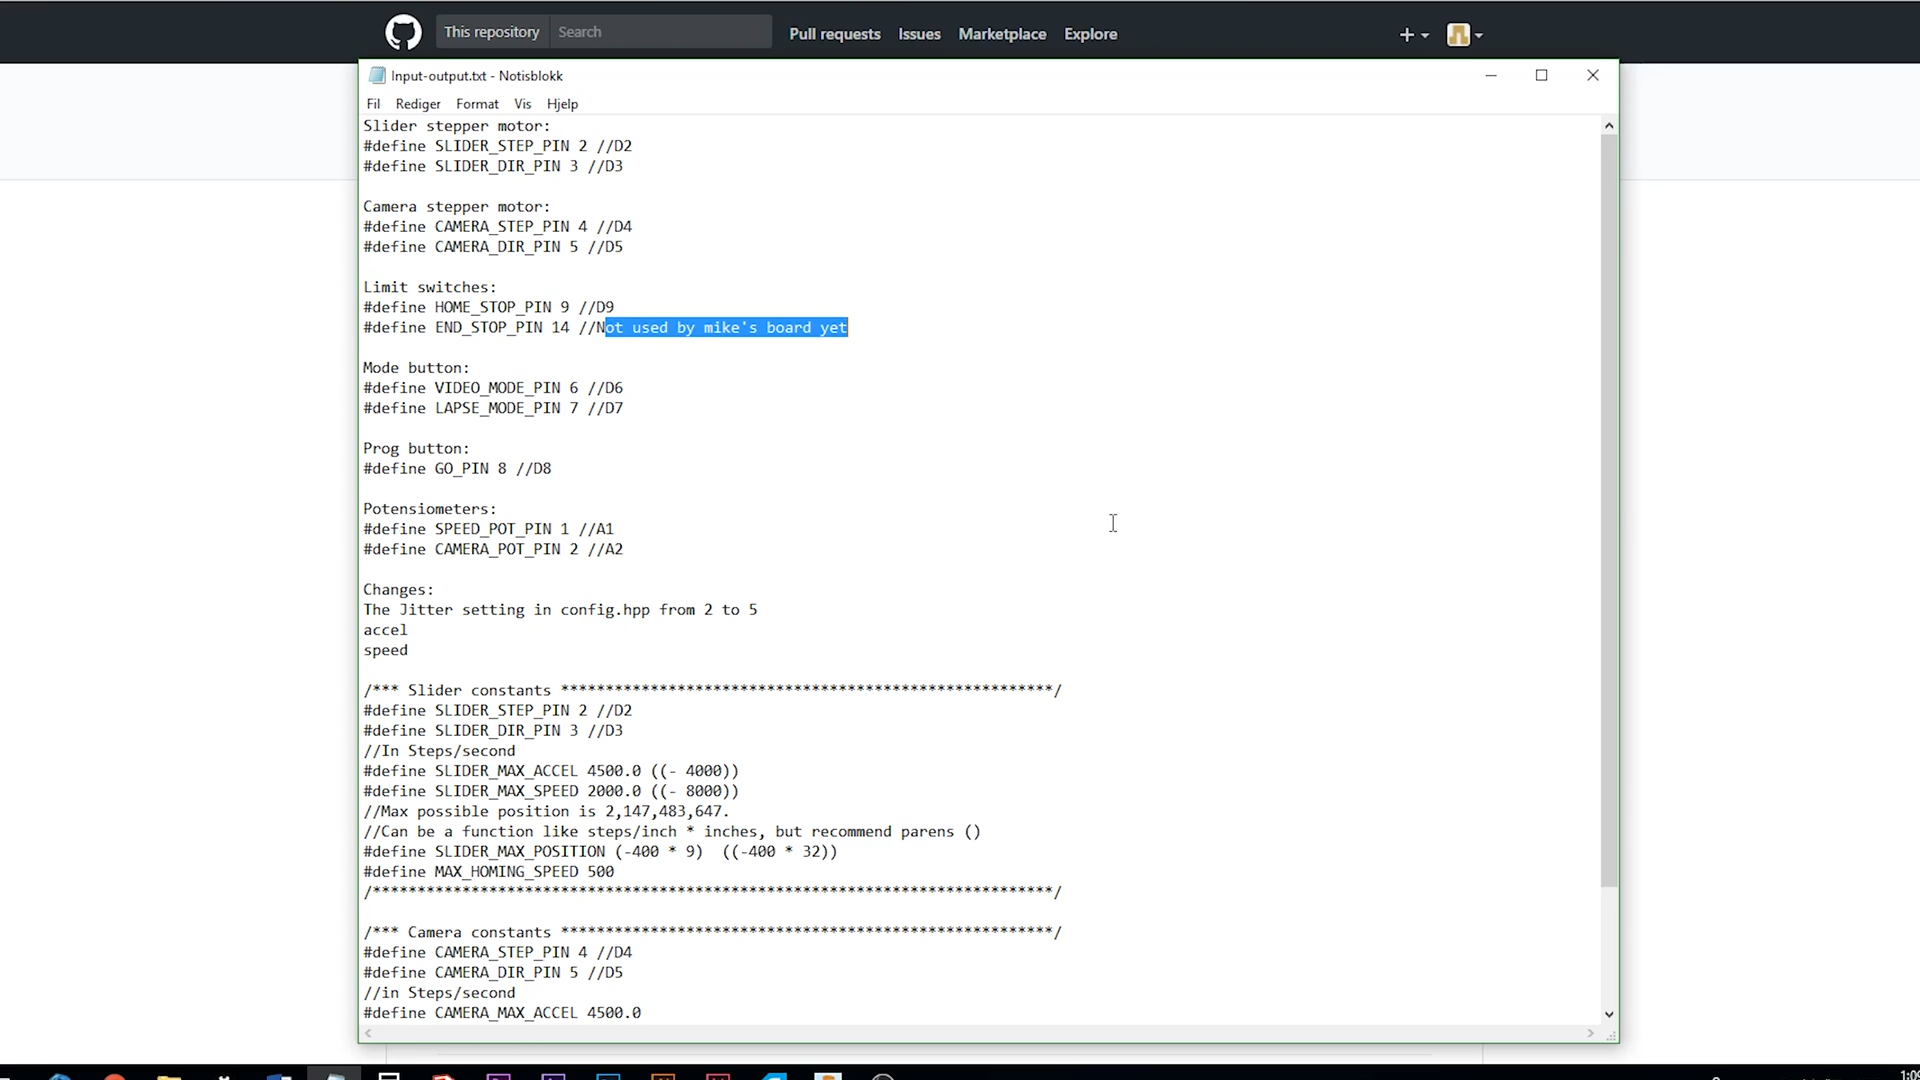 This repository
Search
Pull requests
Issues
Marketplace
Explore
Input-output.txt - Notisblokk
Fil Rediger Format Vis Hjelp
Slider stepper motor:
#define SLIDER_STEP_PIN 2 //D2
#define SLIDER_DIR_PIN 3 //D3
Camera stepper motor:
#define CAMERA_STEP_PIN 4 //D4
#define CAMERA_DIR_PIN 5 //D5
Limit switches:
#define HOME_STOP_PIN 9 //D9
#define END_STOP_PIN 14 //Not used by mike's board yet
Mode button:
#define VIDEO_MODE_PIN 6 //D6
#define LAPSE_MODE_PIN 7 //D7
Prog button:
#define GO_PIN 8 //D8
Potensiometers:
#define SPEED_POT_PIN 1 //A1
#define CAMERA_POT_PIN 2 //A2
Changes:
The Jitter setting in config.hpp from 2 to 5
accel
speed
/*** Slider constants *******************************************************/
#define SLIDER_STEP_PIN 2 //D2
#define SLIDER_DIR_PIN 3 //D3
//In Steps/second
#define SLIDER_MAX_ACCEL 4500.0 ((- 4000))
#define SLIDER_MAX_SPEED 2000.0 ((- 8000))
//Max possible position is 2,147,483,647.
//Can be a function like steps/inch * inches, but recommend parens ()
#define SLIDER_MAX_POSITION (-400 * 9)  ((-400 * 32))
#define MAX_HOMING_SPEED 500
/****************************************************************************/
/*** Camera constants *******************************************************/
#define CAMERA_STEP_PIN 4 //D4
#define CAMERA_DIR_PIN 5 //D5
//in Steps/second
#define CAMERA_MAX_ACCEL 4500.0